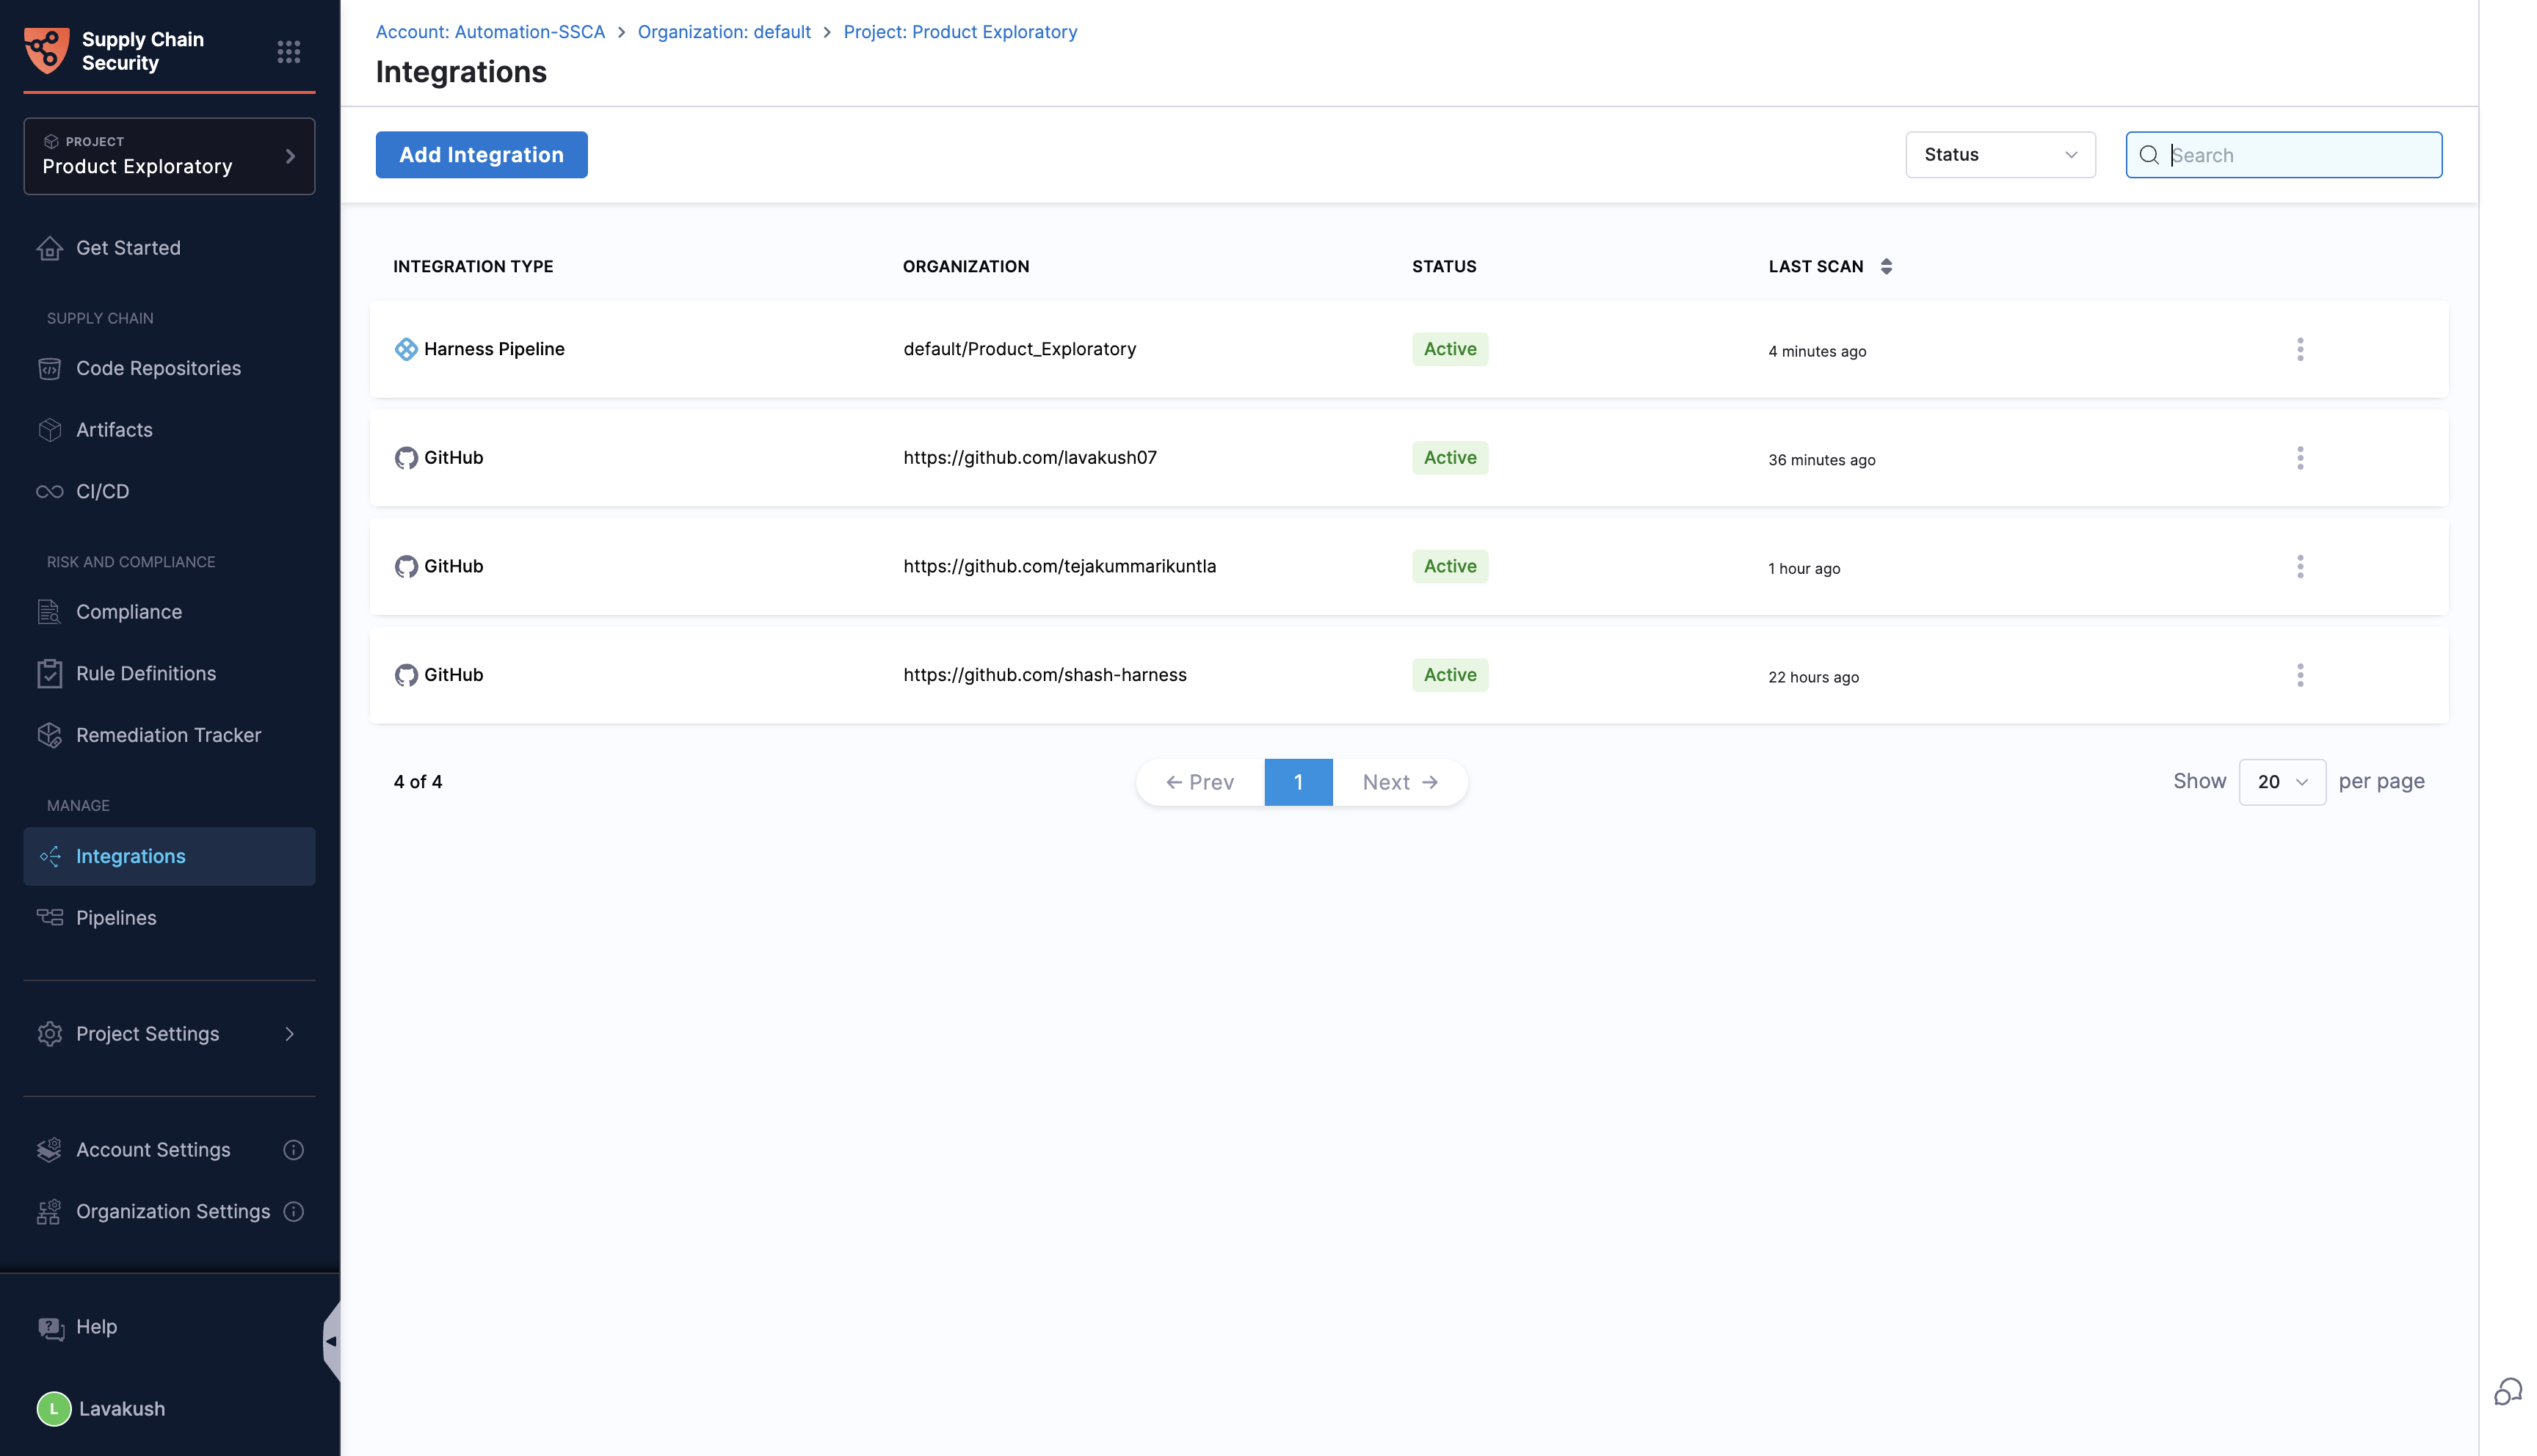 Supply Chain
Security
PROJECT
Product Exploratory
Get Started
SUPPLY CHAIN
Code Repositories
Artifacts
CI/CD
RISK AND COMPLIANCE
Compliance
Rule Definitions
Remediation Tracker
MANAGE
Integrations
Pipelines
Project Settings
Account Settings
Organization Settings
Help
L Lavakush
Account: Automation-SSCA > Organization: default > Project: Product Exploratory
Integrations
Add Integration
Status
Search
INTEGRATION TYPE ORGANIZATION STATUS LAST SCAN
Harness Pipeline default/Product_Exploratory Active 4 minutes ago
GitHub https://github.com/lavakush07 Active 36 minutes ago
GitHub https://github.com/tejakummarikuntla Active 1 hour ago
GitHub https://github.com/shash-harness Active 22 hours ago
4 of 4 ← Prev 1 Next → Show 20 per page